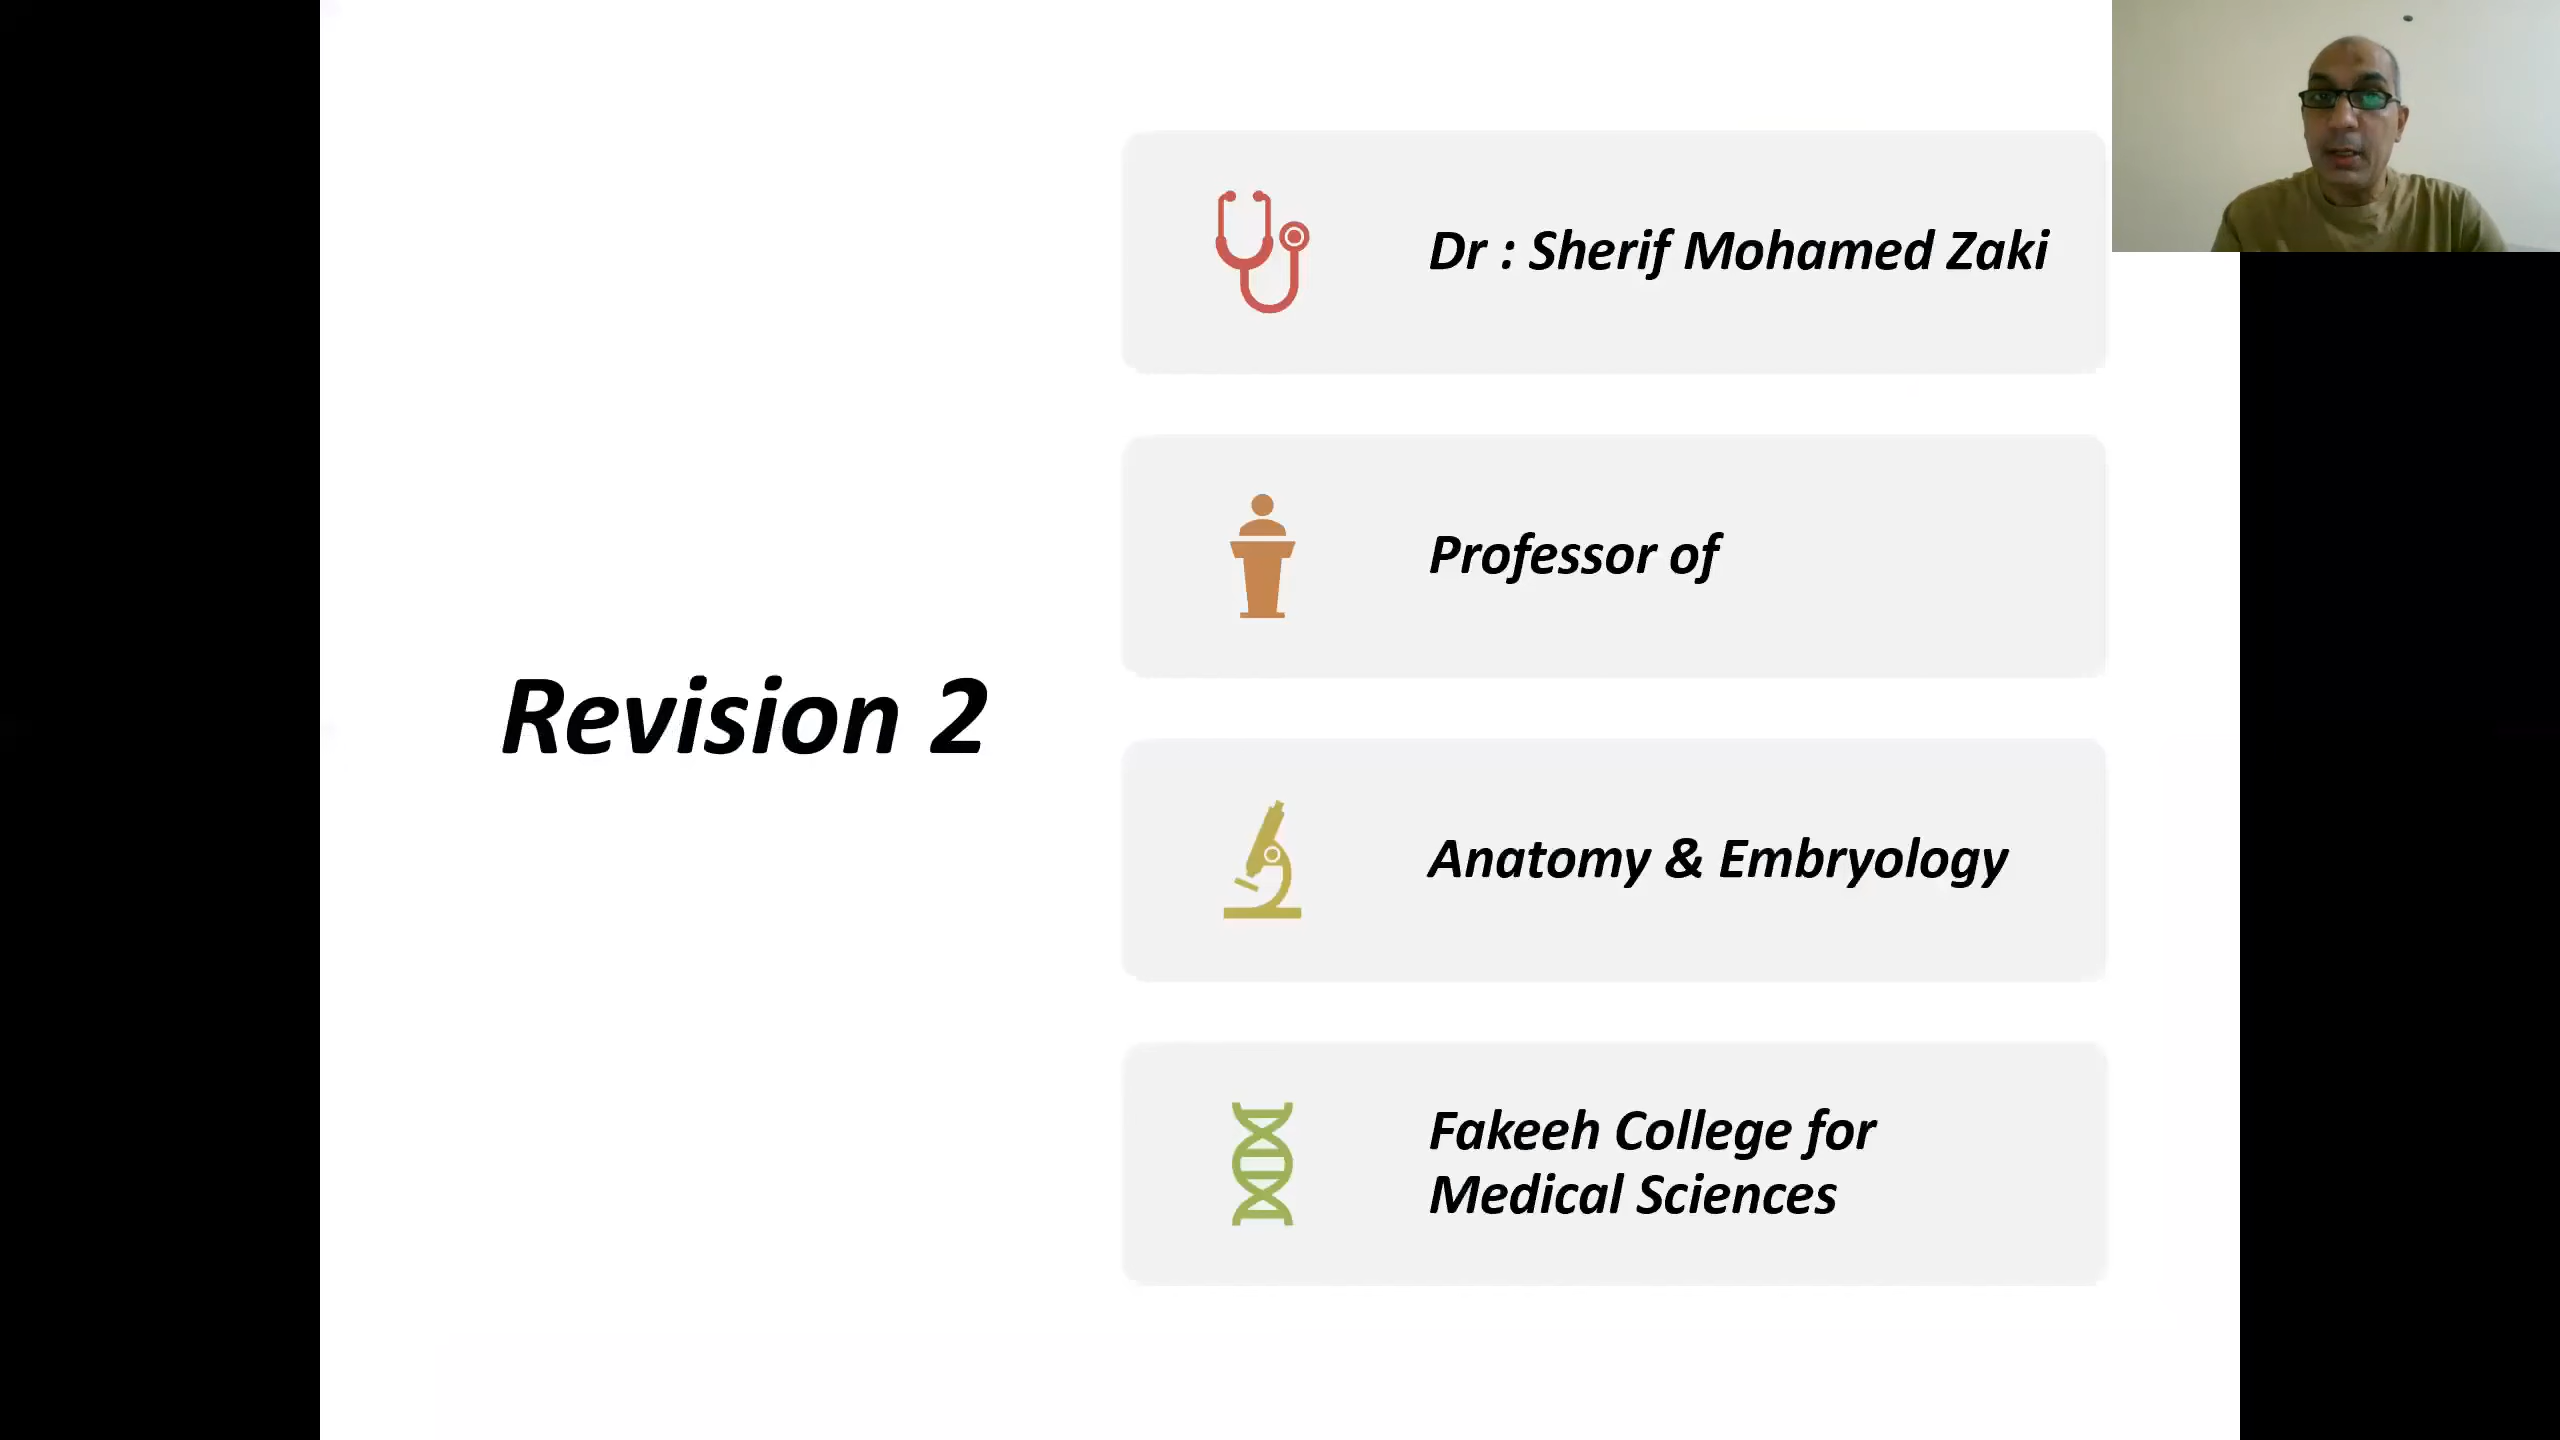 Revision 2
Dr : Sherif Mohamed Zaki
Professor of
Anatomy & Embryology
Fakeeh College for
Medical Sciences